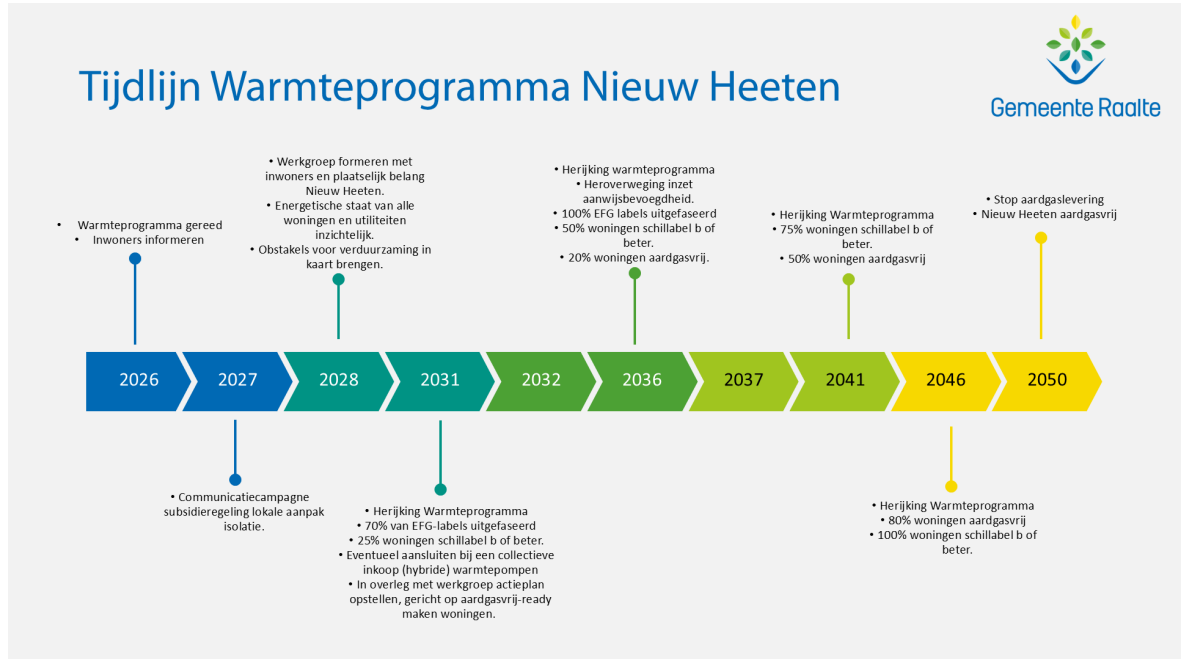 Tijdlijn Warmteprogramma Nieuw Heeten
Gemeente Raalte
• Warmteprogramma gereed
• Inwoners informeren
• Werkgroep formeren met
inwoners en plaatselijk belang
Nieuw Heeten.
• Energetische staat van alle
woningen en utiliteiten
inzichtelijk.
• Obstakels voor verduurzaming in
kaart brengen.
• Herijking warmteprogramma
• Heroverweging inzet
aanwijsbevoegdheid.
• 100% EFG labels uitgefaseerd
• 50% woningen schillabel b of
beter.
• 20% woningen aardgasvrij.
• Herijking Warmteprogramma
• 75% woningen schillabel b of
beter.
• 50% woningen aardgasvrij
• Stop aardgaslevering
• Nieuw Heeten aardgasvrij
2026
2027
2028
2031
2032
2036
2037
2041
2046
2050
• Communicatiecampagne
subsidieregeling lokale aanpak
isolatie.
• Herijking Warmteprogramma
• 70% van EFG-labels uitgefaseerd
• 25% woningen schillabel b of beter.
• Eventueel aansluiten bij een collectieve
inkoop (hybride) warmtepompen
• In overleg met werkgroep actieplan
opstellen, gericht op aardgasvrij-ready
maken woningen.
• Herijking Warmteprogramma
• 80% woningen aardgasvrij
• 100% woningen schillabel b of
beter.